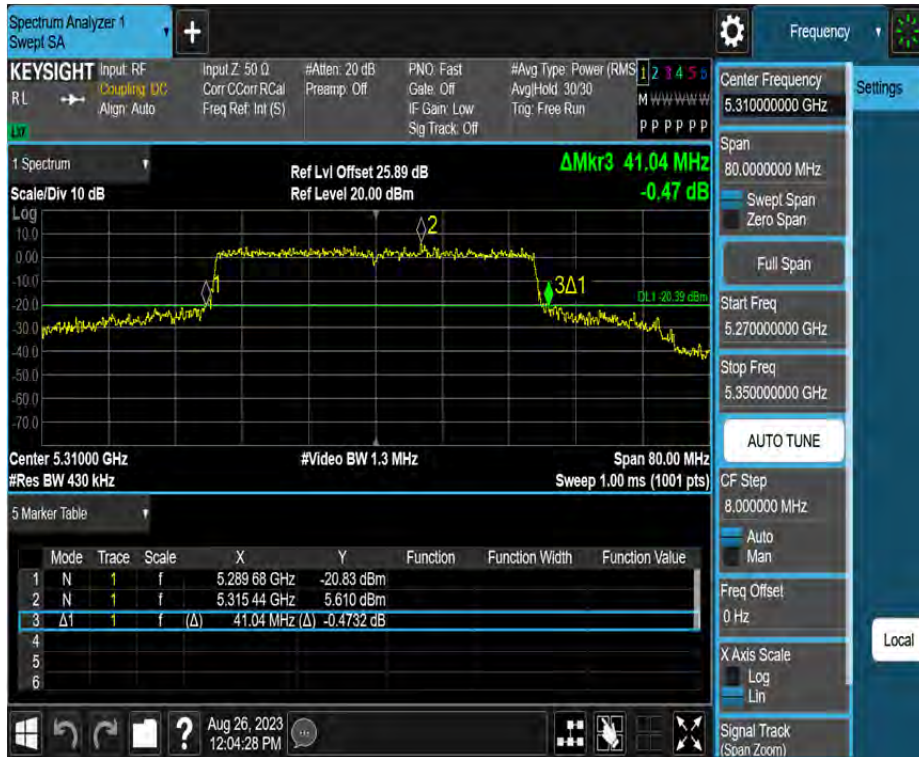 Spectrum Analyzer 1
Swept SA
+
Frequency
KEYSIGHT
RL
LXI
Input: RF
Coupling: DC
Align: Auto
Input Z: 50 Ω
Corr CCorr RCal
Freq Ref: Int (S)
#Atten: 20 dB
Preamp: Off
PNO: Fast
Gate: Off
IF Gain: Low
Sig Track: Off
#Avg Type: Power (RMS
Avg|Hold: 30/30
Trig: Free Run
1 2 3 4 5 6
M W W W W W
P P P P P P
1 Spectrum
Scale/Div 10 dB
Ref Lvl Offset 25.89 dB
Ref Level 20.00 dBm
ΔMkr3 41.04 MHz
-0.47 dB
Log
10.0
0.00
-10.0
-20.0
-30.0
-40.0
-50.0
-60.0
-70.0
2
1
3Δ1
DL1 -20.39 dBm
Center 5.31000 GHz
#Res BW 430 kHz
#Video BW 1.3 MHz
Span 80.00 MHz
Sweep 1.00 ms (1001 pts)
5 Marker Table
Mode Trace Scale X Y Function Function Width Function Value
1 N 1 f 5.289 68 GHz -20.83 dBm
2 N 1 f 5.315 44 GHz 5.610 dBm
3 Δ1 1 f (Δ) 41.04 MHz (Δ) -0.4732 dB
4
5
6
?
Aug 26, 2023
12:04:28 PM
Center Frequency
5.310000000 GHz
Span
80.0000000 MHz
Swept Span
Zero Span
Full Span
Start Freq
5.270000000 GHz
Stop Freq
5.350000000 GHz
AUTO TUNE
CF Step
8.000000 MHz
Auto
Man
Freq Offset
0 Hz
X Axis Scale
Log
Lin
Signal Track
(Span Zoom)
Settings
Local